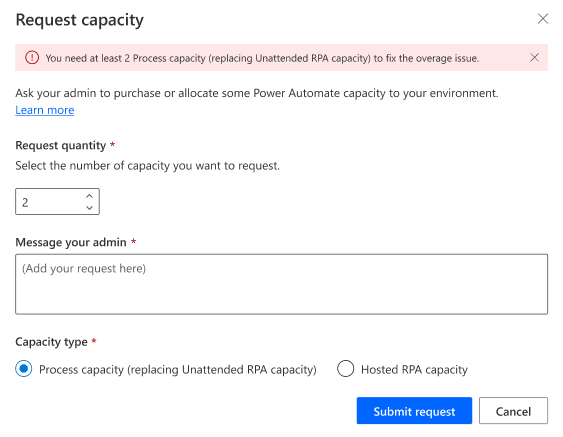 Request capacity
You need at least 2 Process capacity (replacing Unattended RPA capacity) to fix the overage issue.
Ask your admin to purchase or allocate some Power Automate capacity to your environment.
Learn more
Request quantity *
Select the number of capacity you want to request.
2
Message your admin *
(Add your request here)
Capacity type *
Process capacity (replacing Unattended RPA capacity) Hosted RPA capacity
Submit request Cancel